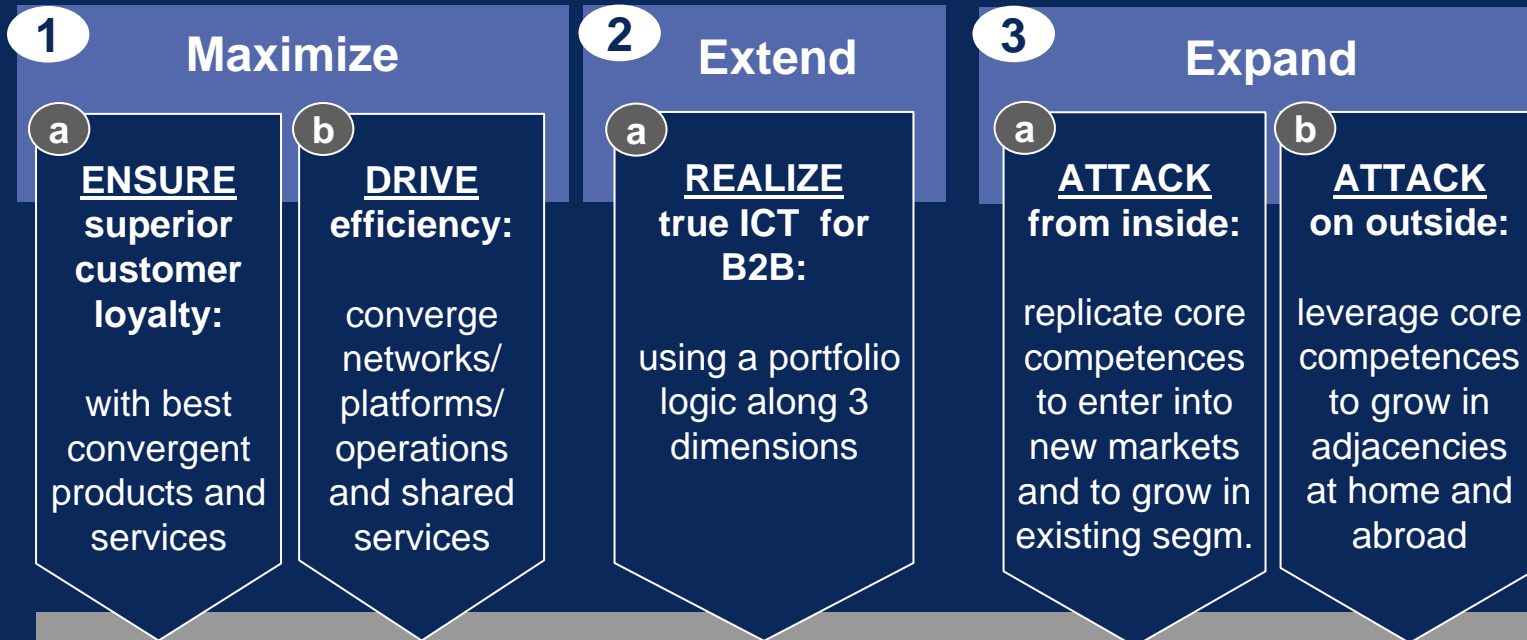 1
Maximize
a
ENSURE
superior
customer
loyalty:
with best
convergent
products and
services
b
DRIVE
efficiency:
converge
networks/
platforms/
operations
and shared
services
2
Extend
a
REALIZE
true ICT for
B2B:
using a portfolio
logic along 3
dimensions
3
Expand
a
ATTACK
from inside:
replicate core
competences
to enter into
new markets
and to grow in
existing segm.
b
ATTACK
on outside:
leverage core
competences
to grow in
adjacencies
at home and
abroad